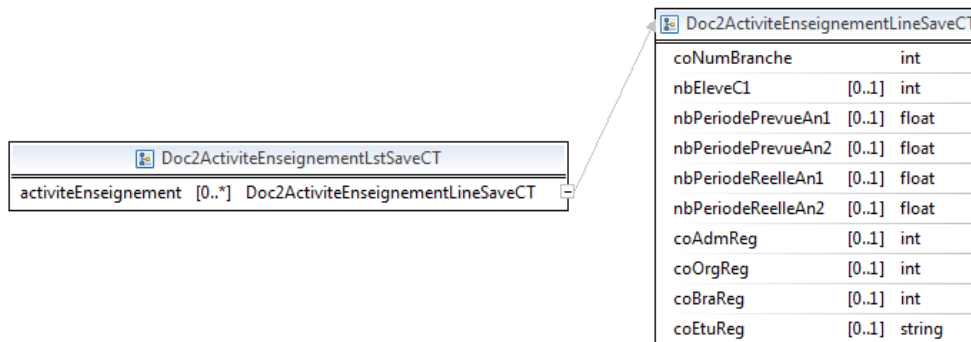 Doc2ActiviteEnseignementLstSaveCT
activiteEnseignement [0..*] Doc2ActiviteEnseignementLineSaveCT
Doc2ActiviteEnseignementLineSaveCT
coNumBranche int
nbEleveC1 [0..1] int
nbPeriodePrevueAn1 [0..1] float
nbPeriodePrevueAn2 [0..1] float
nbPeriodeReelleAn1 [0..1] float
nbPeriodeReelleAn2 [0..1] float
coAdmReg [0..1] int
coOrgReg [0..1] int
coBraReg [0..1] int
coEtuReg [0..1] string